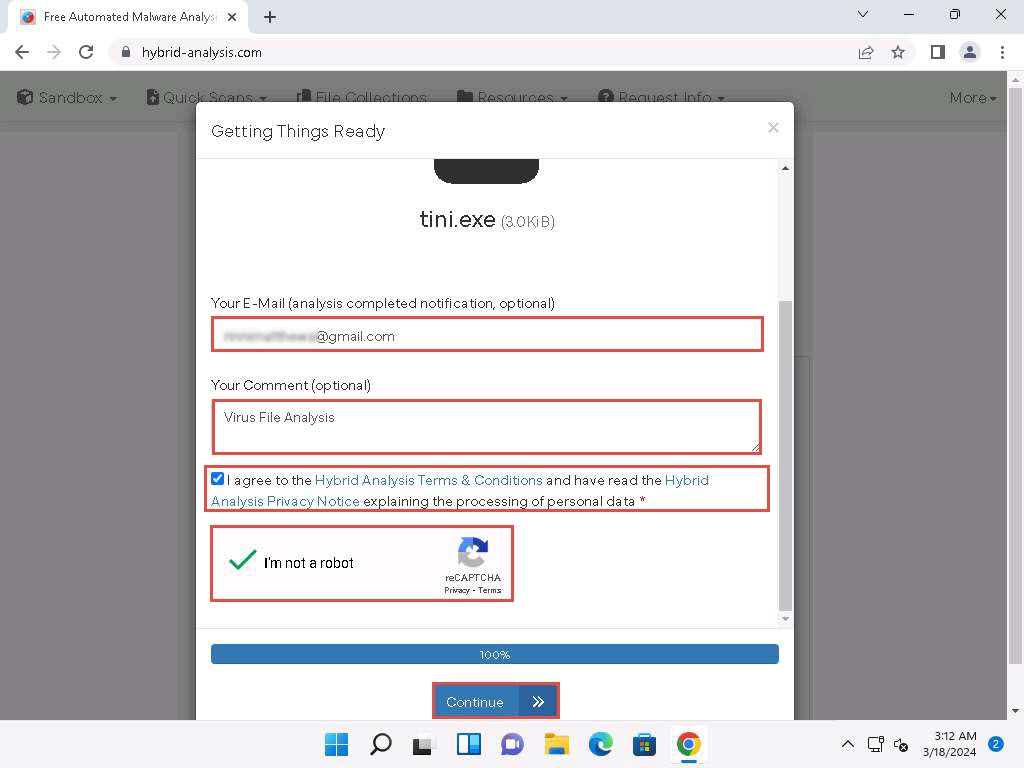 Free Automated Malware Analysi
hybrid-analysis.com
Sandbox Quick Scans File Collections Resources Request Info More
Getting Things Ready
tini.exe (3.0KiB)
Your E-Mail (analysis completed notification, optional)
@gmail.com
Your Comment (optional)
Virus File Analysis
I agree to the Hybrid Analysis Terms & Conditions and have read the Hybrid
Analysis Privacy Notice explaining the processing of personal data *
I'm not a robot
reCAPTCHA
Privacy - Terms
100%
Continue
3:12 AM
3/18/2024
2